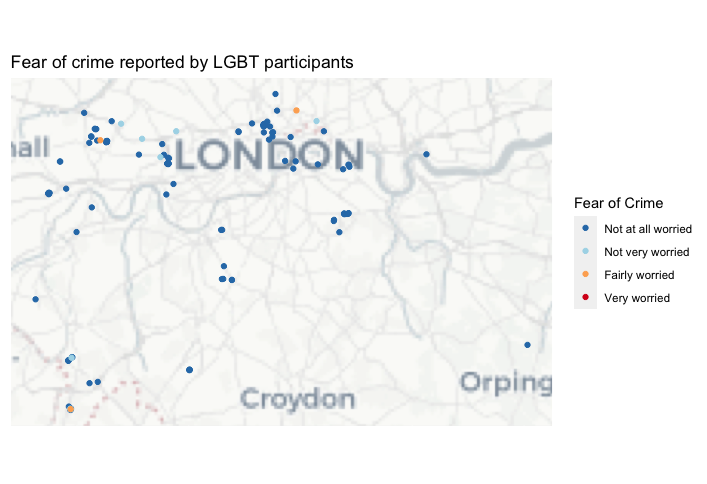 Fear of crime reported by LGBT participants
hall
LONDON
Croydon
Orping
Fear of Crime
Not at all worried
Not very worried
Fairly worried
Very worried